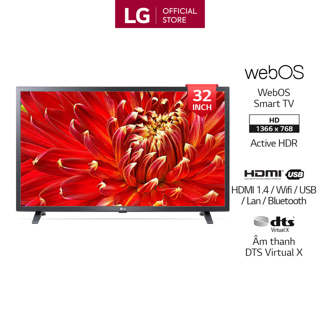 LG OFFICIAL STORE
32 INCH
webOS
WebOS
Smart TV
HD
1366 x 768
Active HDR
HDMI USB
HDMI 1.4 / Wifi / USB
/ Lan / Bluetooth
dts
Virtual X
Âm thanh
DTS Virtual X
LG